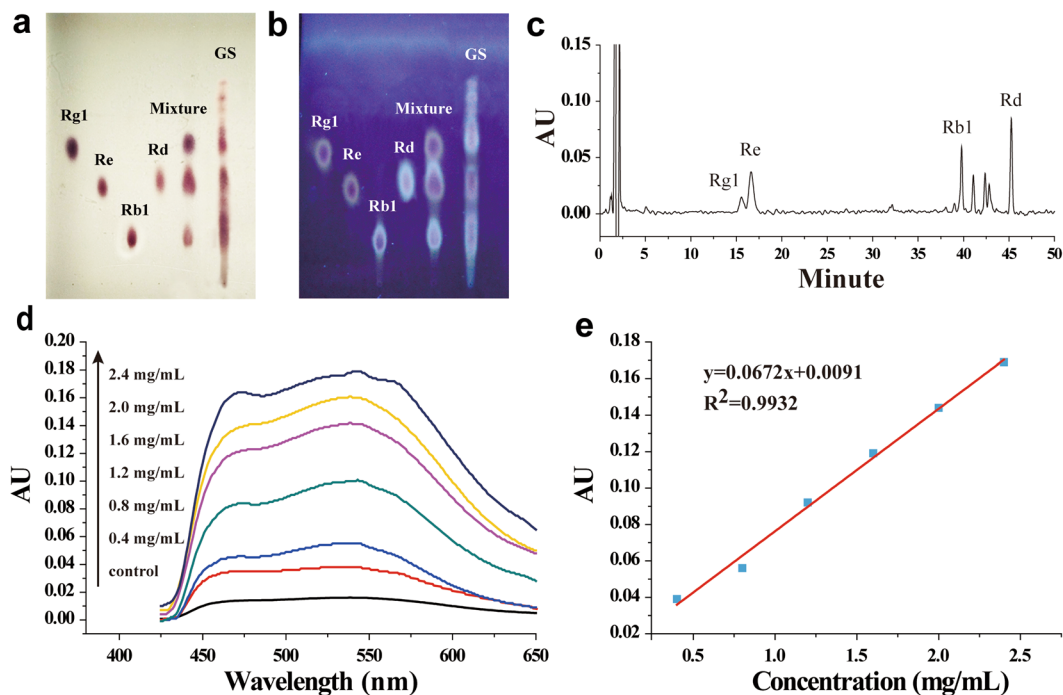 a
GS
Mixture
Rg1
Re
Rd
Rb1
b
GS
Mixture
Rg1
Re
Rd
Rb1
c
0.15
0.10
0.05
0.00
AU
Rg1
Re
Rb1
Rd
0 5 10 15 20 25 30 35 40 45 50
Minute
d
0.20
0.18
0.16
0.14
0.12
0.10
0.08
0.06
0.04
0.02
0.00
AU
2.4 mg/mL
2.0 mg/mL
1.6 mg/mL
1.2 mg/mL
0.8 mg/mL
0.4 mg/mL
control
400 450 500 550 600 650
Wavelength (nm)
e
0.18
0.16
0.14
0.12
0.10
0.08
0.06
0.04
0.02
AU
y=0.0672x+0.0091
R²=0.9932
0.5 1.0 1.5 2.0 2.5
Concentration (mg/mL)